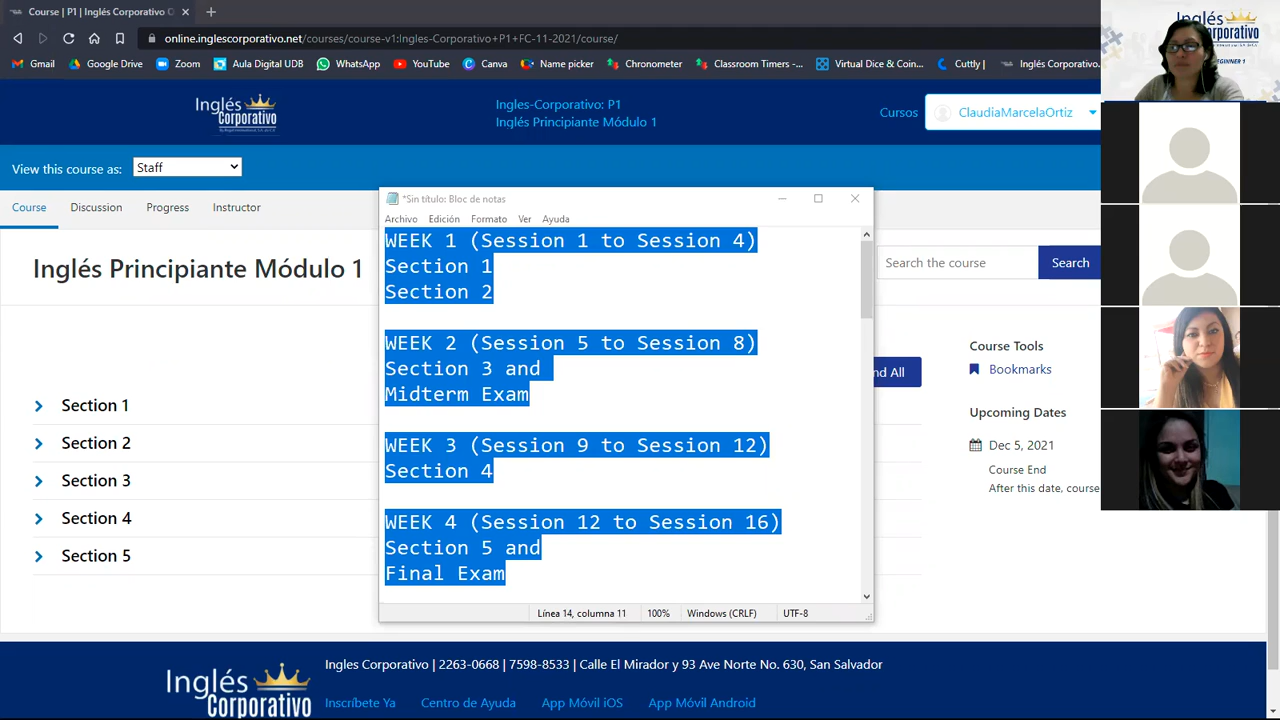 Course | P1 | Inglés Corporativo
online.inglescorporativo.net/courses/course-v1:Ingles-Corporativo+P1+FC-11-2021/course/
Gmail
Google Drive
Zoom
Aula Digital UDB
WhatsApp
YouTube
Canva
Name picker
Chronometer
Classroom Timers -...
Virtual Dice & Coin...
Cuttly |
Inglés Corporativo
Inglés
Corporativo
EGINNER 1
Inglés
Corporativo
Ingles-Corporativo: P1
Inglés Principiante Módulo 1
Cursos
ClaudiaMarcelaOrtiz
View this course as:
Staff
Course
Discussion
Progress
Instructor
*Sin título: Bloc de notas
Archivo
Edición
Formato
Ver
Ayuda
WEEK 1 (Session 1 to Session 4)
Section 1
Section 2
WEEK 2 (Session 5 to Session 8)
Section 3 and
Midterm Exam
WEEK 3 (Session 9 to Session 12)
Section 4
WEEK 4 (Session 12 to Session 16)
Section 5 and
Final Exam
Línea 14, columna 11
100%
Windows (CRLF)
UTF-8
Inglés Principiante Módulo 1
Search the course
Search
nd All
Section 1
Section 2
Section 3
Section 4
Section 5
Course Tools
Bookmarks
Upcoming Dates
Dec 5, 2021
Course End
After this date, course
Inglés
Corporativo
Ingles Corporativo | 2263-0668 | 7598-8533 | Calle El Mirador y 93 Ave Norte No. 630, San Salvador
Inscríbete Ya
Centro de Ayuda
App Móvil iOS
App Móvil Android